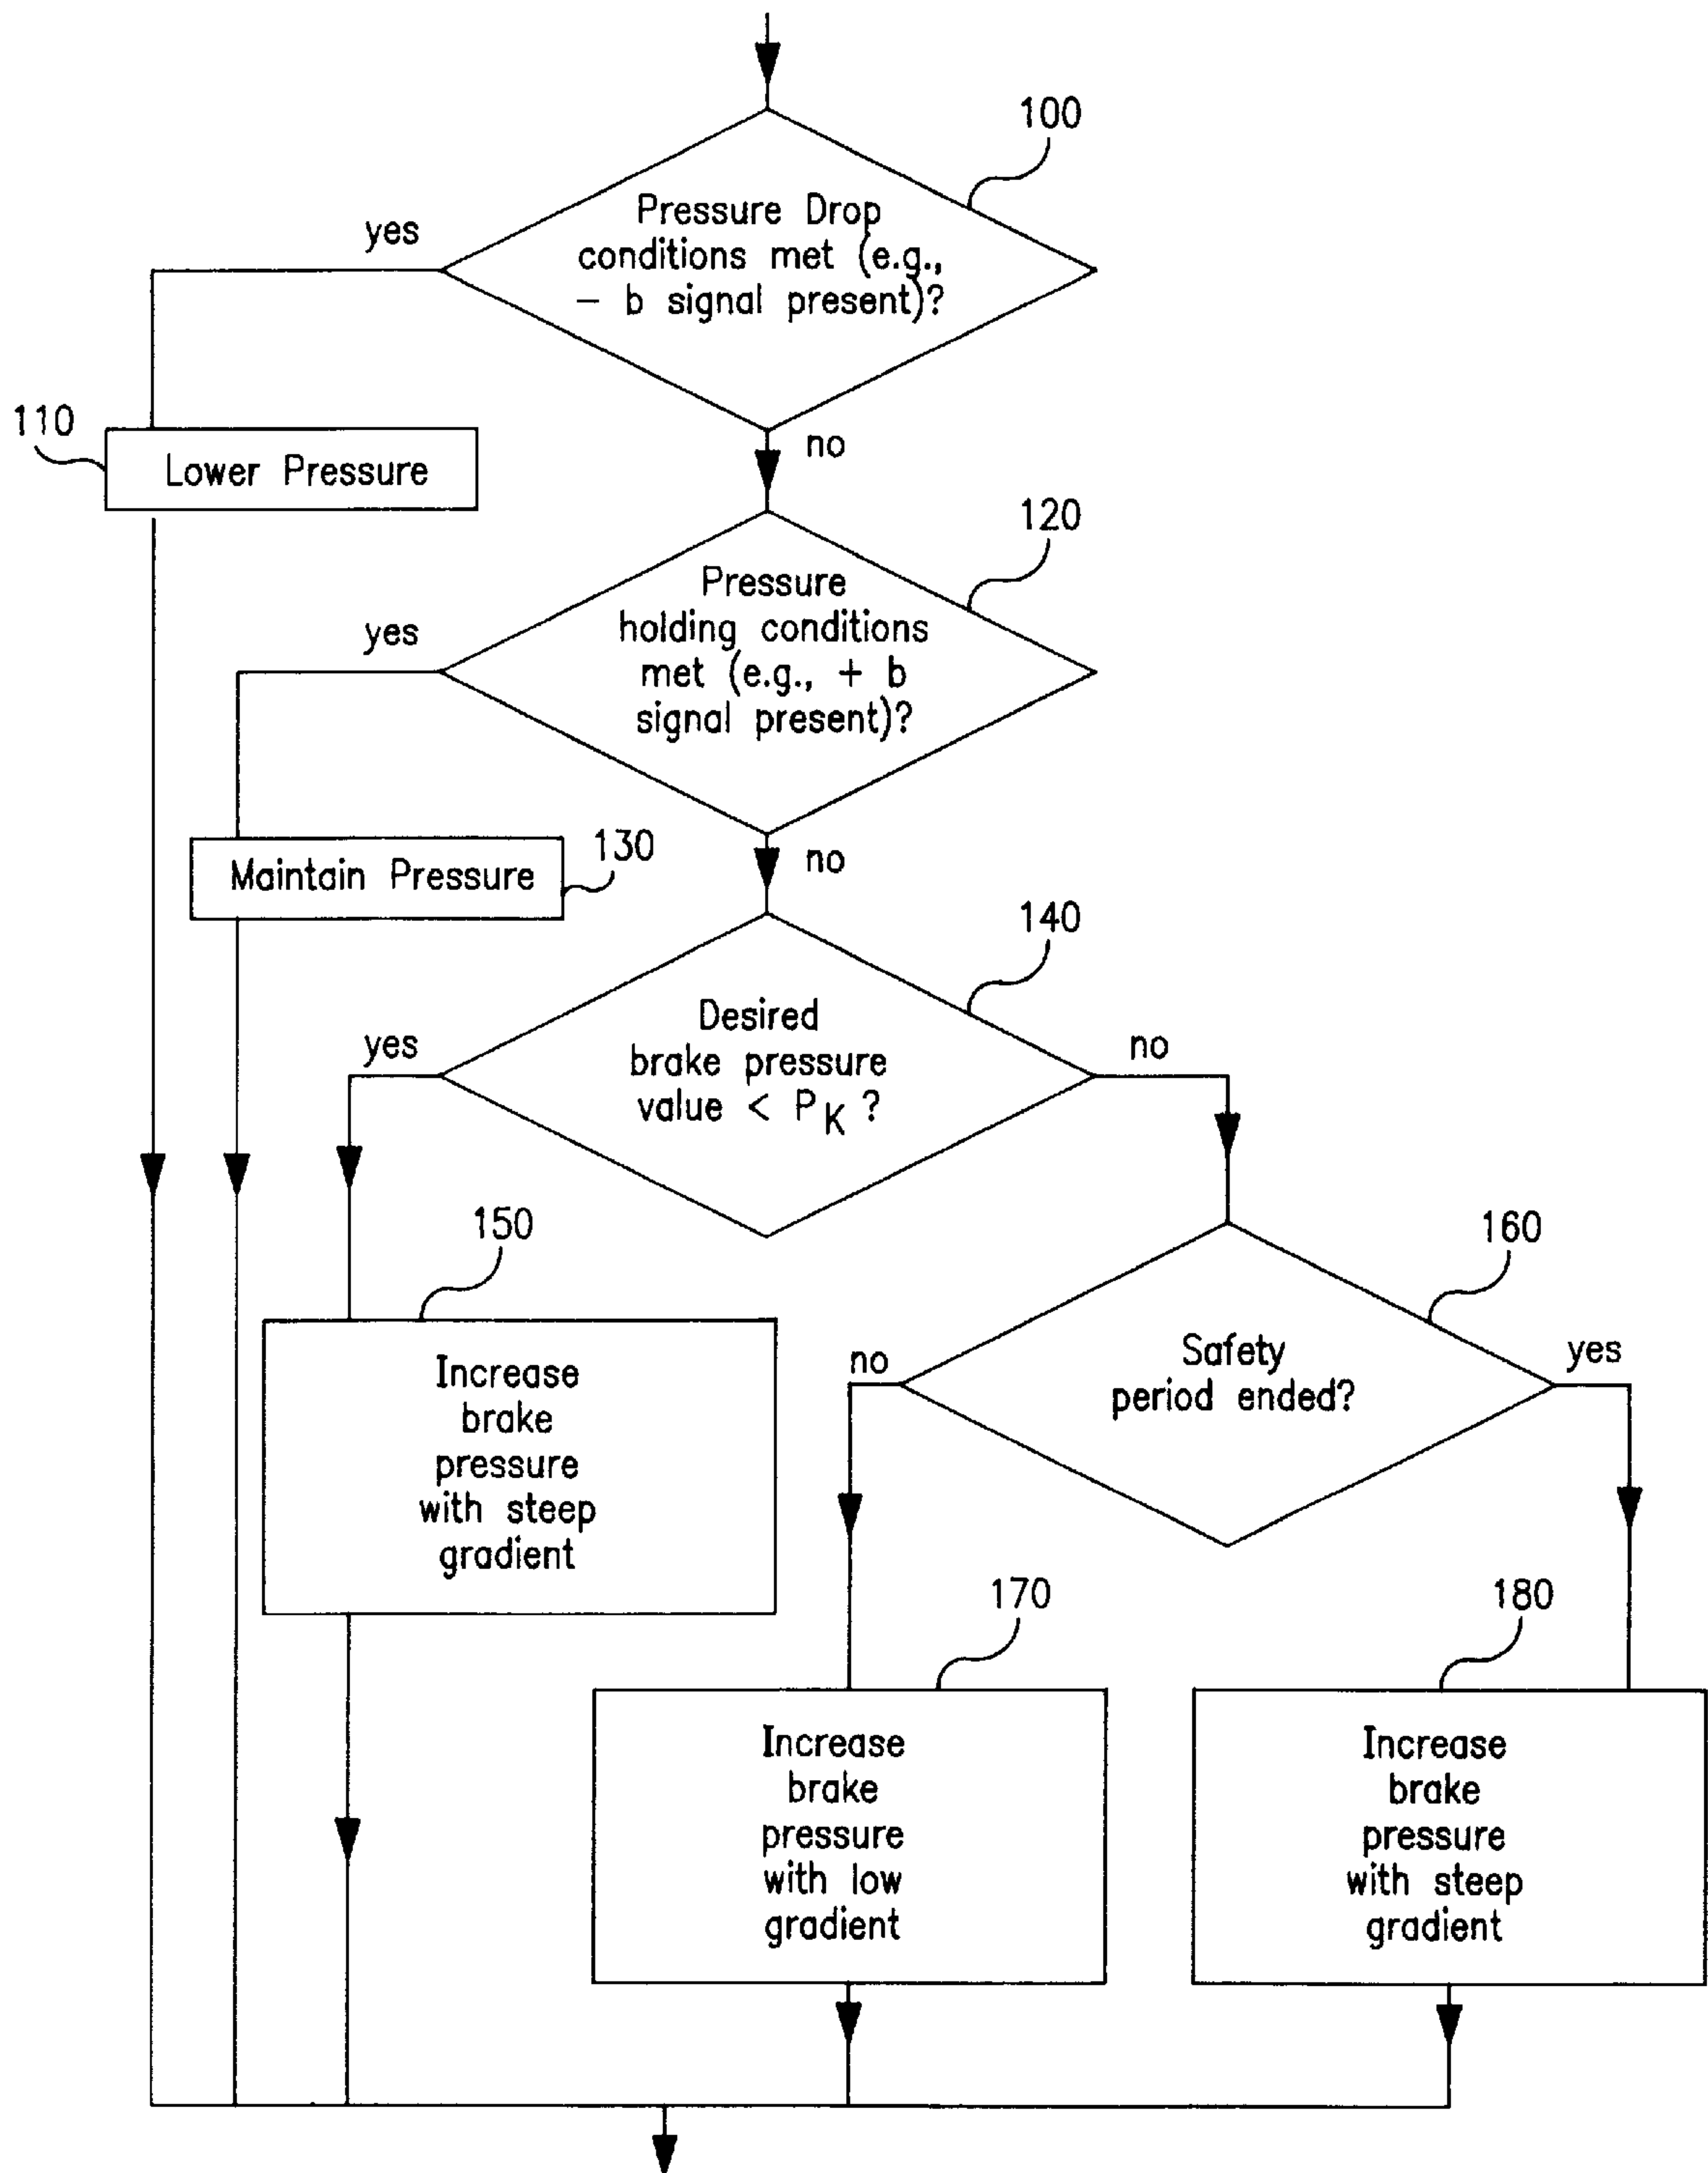 100
Pressure Drop
conditions met (e.g.,
– b signal present)?
yes
110
Lower Pressure
no
120
Pressure
holding conditions
met (e.g., + b
signal present)?
yes
130
Maintain Pressure
no
140
Desired
brake pressure
value < PK ?
yes
no
150
Increase
brake
pressure
with steep
gradient
160
Safety
period ended?
no
yes
170
Increase
brake
pressure
with low
gradient
180
Increase
brake
pressure
with steep
gradient